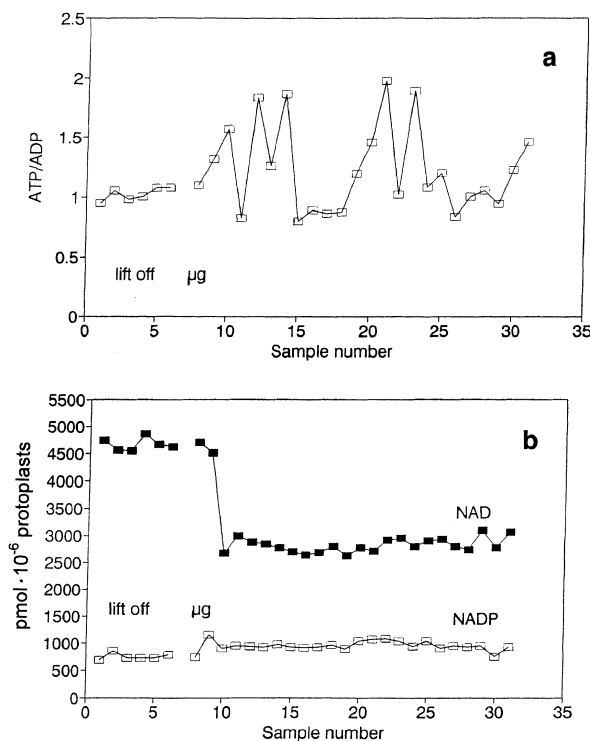 2.5
a
2
1.5
ATP/ADP
1
0.5
lift off µg
0
0 5 10 15 20 25 30 35
Sample number
5500
b
5000
4500
4000
3500
3000
NAD
2500
pmol·10⁻⁶ protoplasts
2000
1500
lift off µg
NADP
1000
500
0
0 5 10 15 20 25 30 35
Sample number